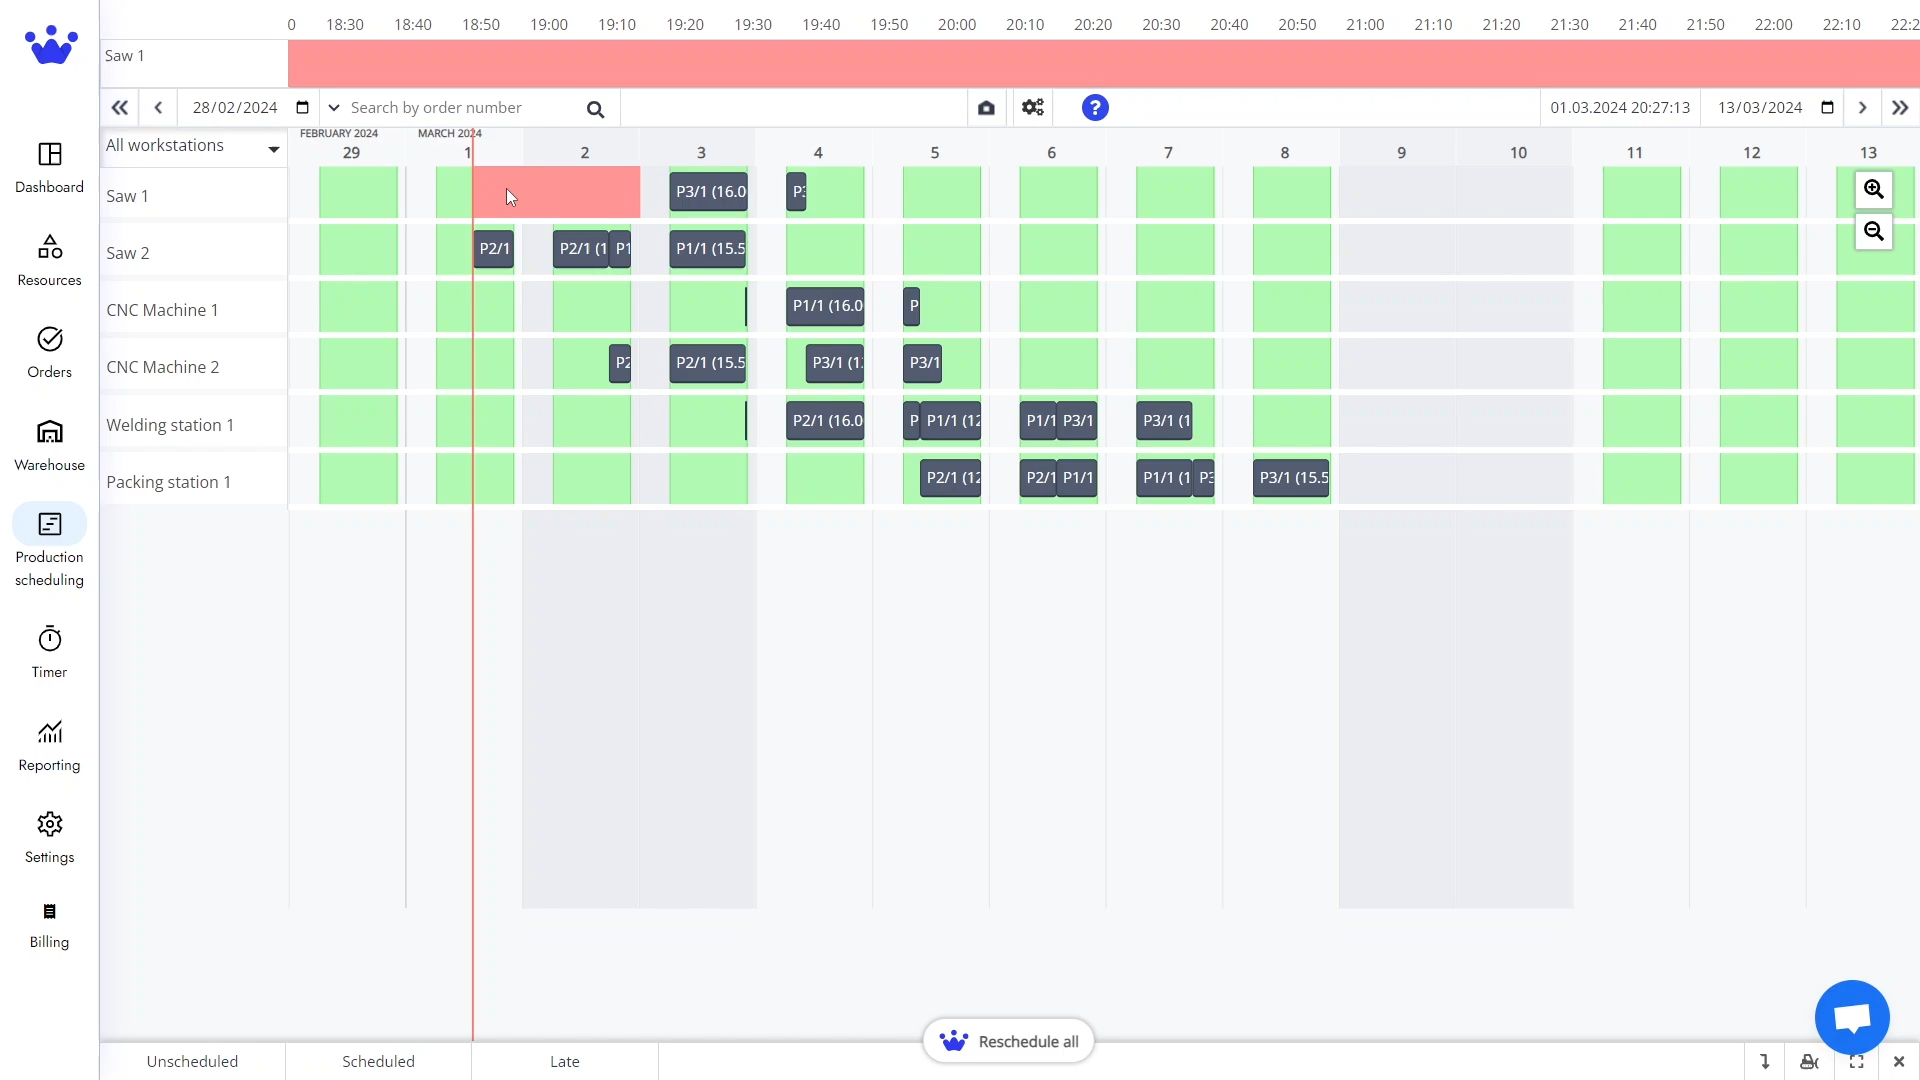 0 18:30 18:40 18:50 19:00 19:10 19:20 19:30 19:40 19:50 20:00 20:10 20:20 20:30 20:40 20:50 21:00 21:10 21:20 21:30 21:40 21:50 22:00 22:10 22:2
Saw 1
28/02/2024 Search by order number ? 01.03.2024 20:27:13 13/03/2024
All workstations
FEBRUARY 2024 MARCH 2024
29 1 2 3 4 5 6 7 8 9 10 11 12 13
Saw 1 P3/1 (16.0 P3
Saw 2 P2/1 P2/1 (1 P1 P1/1 (15.5
CNC Machine 1 P1/1 (16.0 P
CNC Machine 2 P2 P2/1 (15.5 P3/1 (1. P3/1
Welding station 1 P2/1 (16.0 P P1/1 (12 P1/1 P3/1 P3/1 (1
Packing station 1 P2/1 (12 P2/1 P1/1 P1/1 (1 P3 P3/1 (15.5
Dashboard
Resources
Orders
Warehouse
Production
scheduling
Timer
Reporting
Settings
Billing
Reschedule all
Unscheduled Scheduled Late